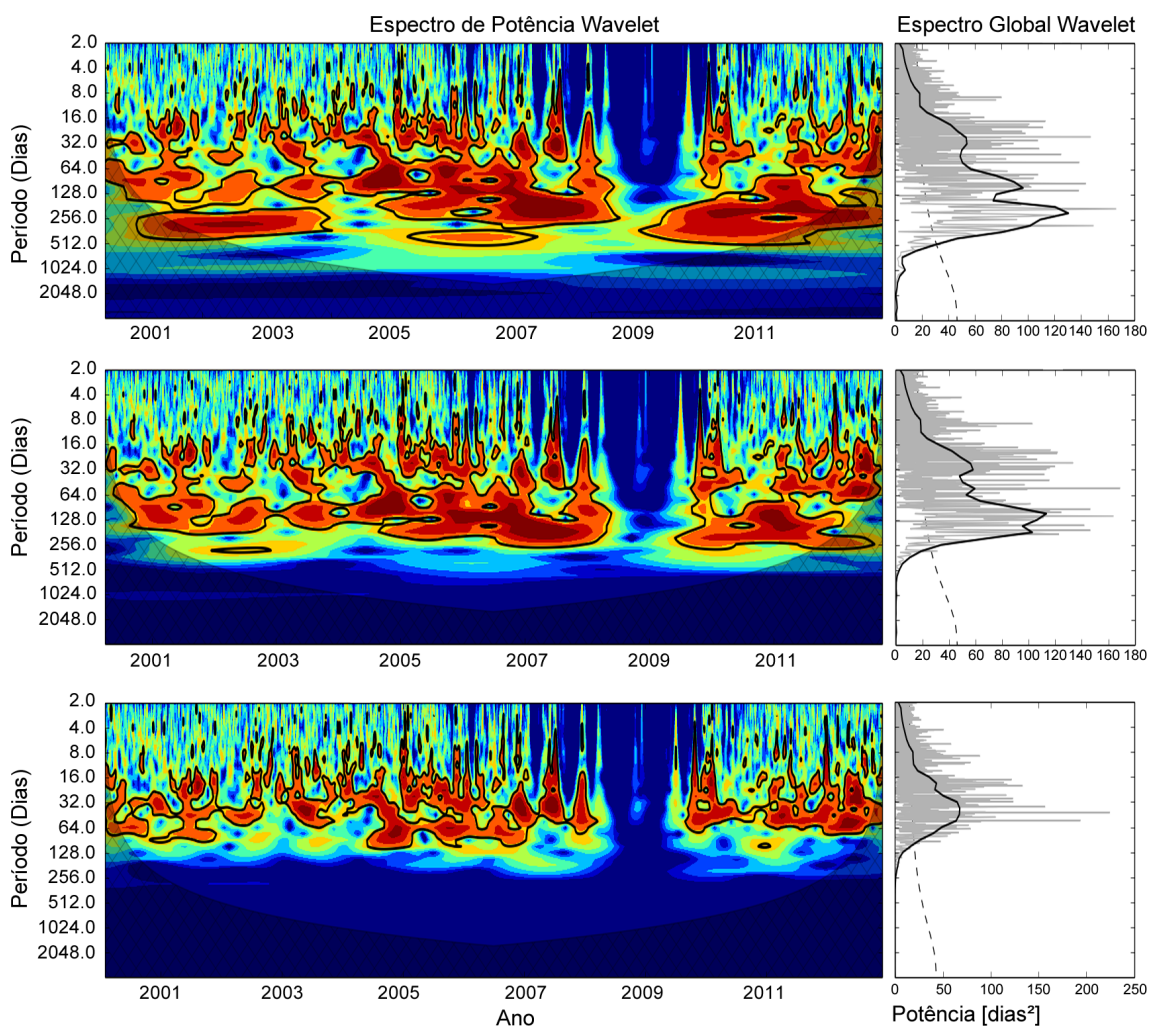 Espectro de Potência Wavelet
Espectro Global Wavelet
Período (Dias)
2.0
4.0
8.0
16.0
32.0
64.0
128.0
256.0
512.0
1024.0
2048.0
2001 2003 2005 2007 2009 2011
0 20 40 60 80 100 120 140 160 180
Período (Dias)
2.0
4.0
8.0
16.0
32.0
64.0
128.0
256.0
512.0
1024.0
2048.0
2001 2003 2005 2007 2009 2011
0 20 40 60 80 100 120 140 160 180
Período (Dias)
2.0
4.0
8.0
16.0
32.0
64.0
128.0
256.0
512.0
1024.0
2048.0
2001 2003 2005 2007 2009 2011
0 50 100 150 200 250
Ano
Potência [dias²]